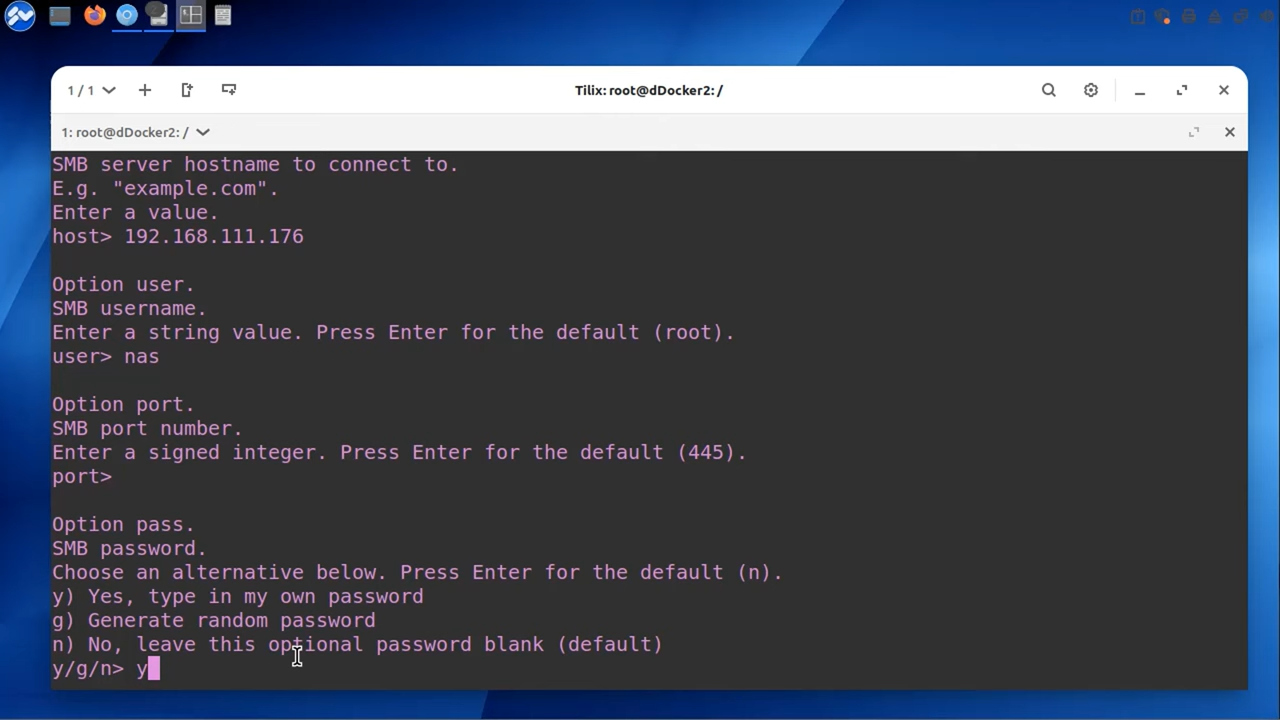 1 / 1
Tilix: root@dDocker2: /
1: root@dDocker2: /
SMB server hostname to connect to.
E.g. "example.com".
Enter a value.
host> 192.168.111.176
Option user.
SMB username.
Enter a string value. Press Enter for the default (root).
user> nas
Option port.
SMB port number.
Enter a signed integer. Press Enter for the default (445).
port>
Option pass.
SMB password.
Choose an alternative below. Press Enter for the default (n).
y) Yes, type in my own password
g) Generate random password
n) No, leave this optional password blank (default)
y/g/n> y